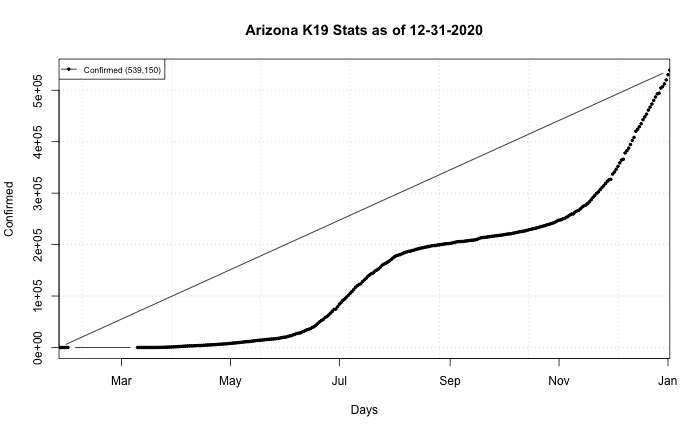 Arizona K19 Stats as of 12-31-2020
Confirmed (539,150)
5e+05
4e+05
3e+05
2e+05
1e+05
0e+00
Confirmed
Mar May Jul Sep Nov Jan
Days